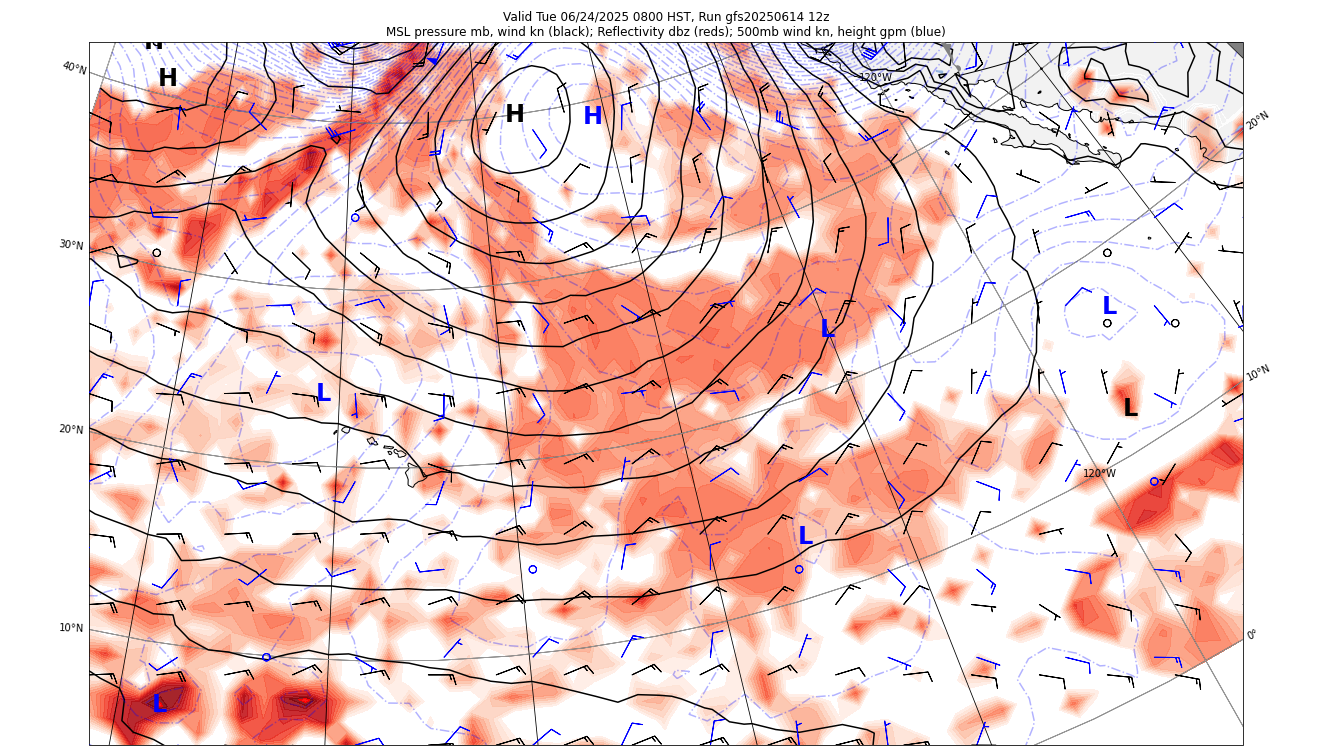 Valid Tue 06/24/2025 0800 HST, Run gfs20250614 12z
MSL pressure mb, wind kn (black); Reflectivity dbz (reds); 500mb wind kn, height gpm (blue)
H
40°N
H
120°W
H
H
20°N
30°N
L
L
10°N
L
L
20°N
120°W
L
10°N
0°
L